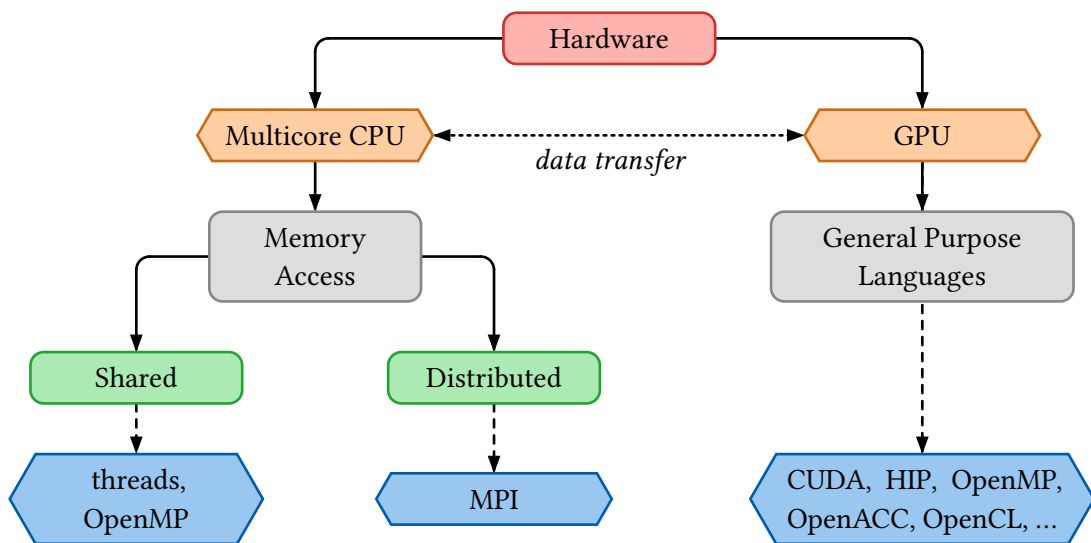 Hardware
Multicore CPU
GPU
data transfer
Memory
Access
General Purpose
Languages
Shared
Distributed
threads,
OpenMP
MPI
CUDA, HIP, OpenMP,
OpenACC, OpenCL, ...